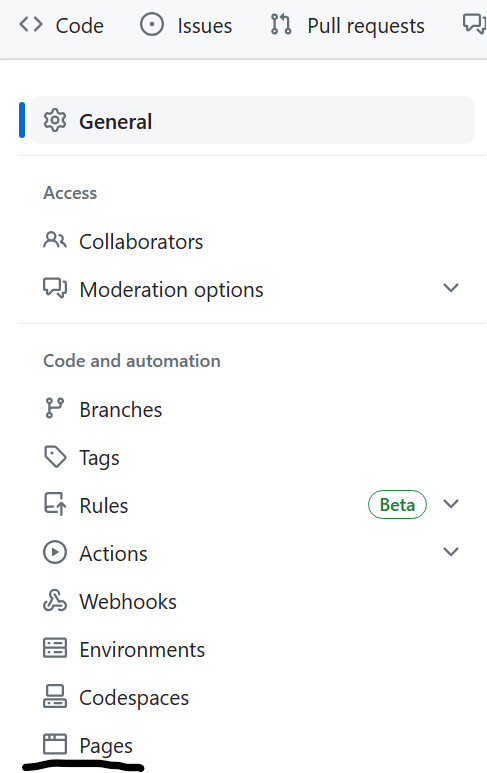 Code Issues Pull requests
General
Access
Collaborators
Moderation options
Code and automation
Branches
Tags
Rules Beta
Actions
Webhooks
Environments
Codespaces
Pages